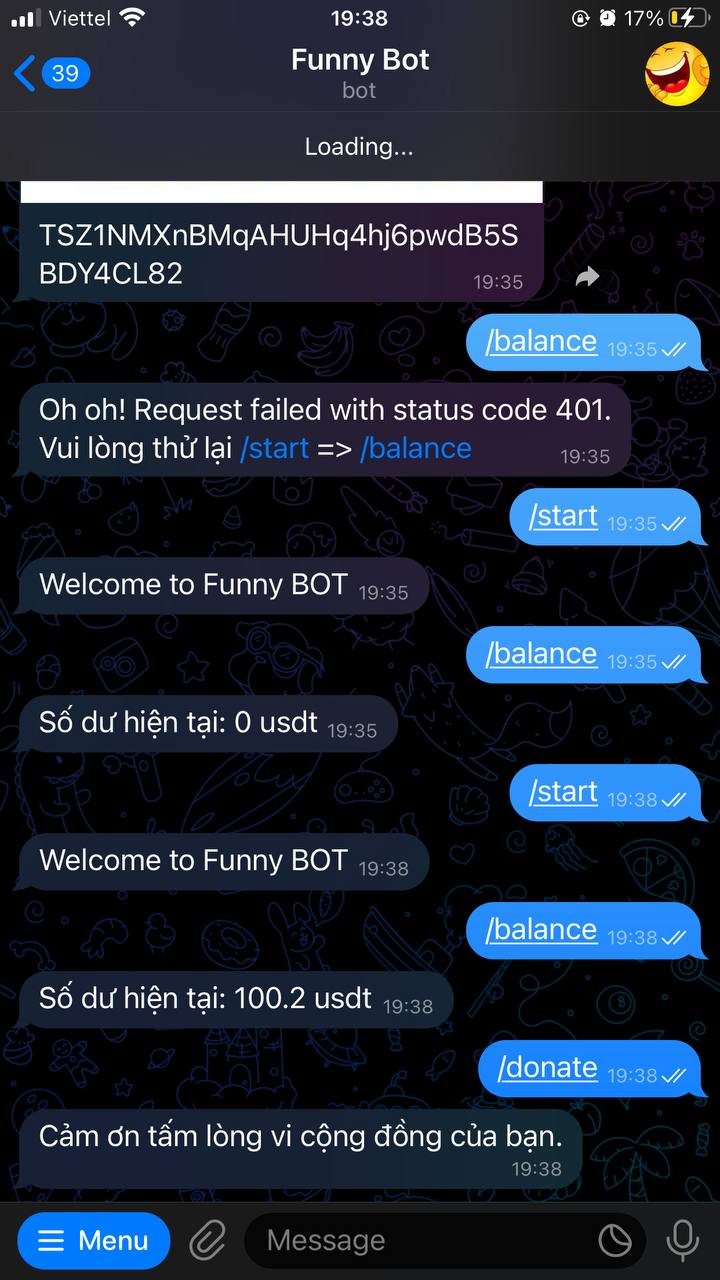 Viettel
19:38
17%
39
Funny Bot
bot
Loading...
TSZ1NMXnBMqAHUHq4hj6pwdB5S
BDY4CL82
19:35
/balance 19:35
Oh oh! Request failed with status code 401.
Vui lòng thử lại /start => /balance
19:35
/start 19:35
Welcome to Funny BOT 19:35
/balance 19:35
Số dư hiện tại: 0 usdt 19:35
/start 19:38
Welcome to Funny BOT 19:38
/balance 19:38
Số dư hiện tại: 100.2 usdt 19:38
/donate 19:38
Cảm ơn tấm lòng vi cộng đồng của bạn.
19:38
Menu
Message